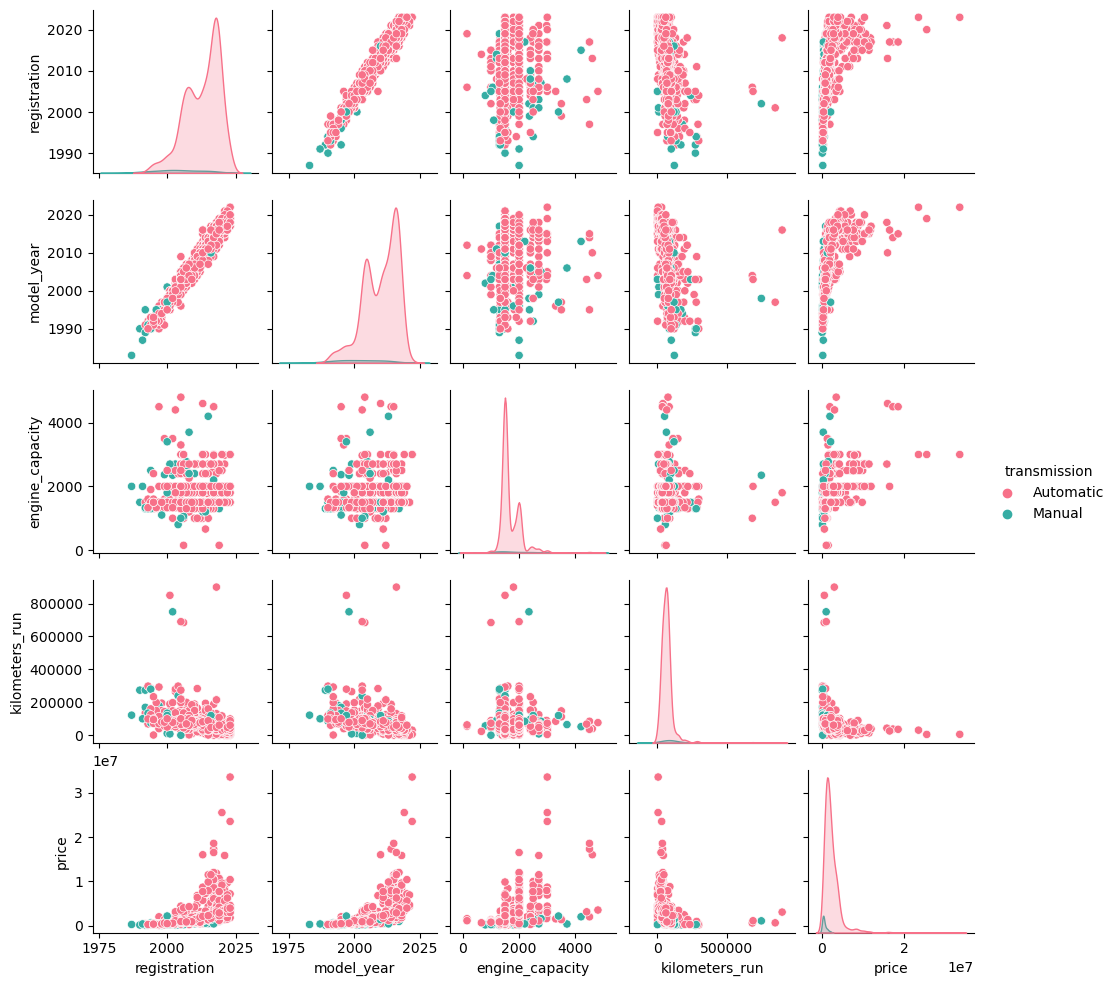 2020
2010
2000
1990
registration
2020
2010
2000
1990
model_year
4000
2000
0
engine_capacity
transmission
Automatic
Manual
800000
600000
400000
200000
0
kilometers_run
1e7
3
2
1
0
price
1975 2000 2025
registration
1975 2000 2025
model_year
0 2000 4000
engine_capacity
0 500000
kilometers_run
0 2
1e7
price